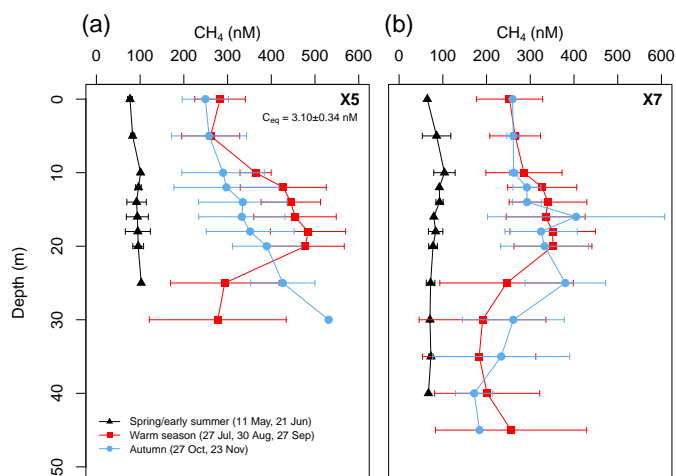 (a)
CH₄ (nM)
0 100 200 300 400 500 600
X5
Cₑq = 3.10±0.34 nM
Depth (m)
0
10
20
30
40
50
Spring/early summer (11 May, 21 Jun)
Warm season (27 Jul, 30 Aug, 27 Sep)
Autumn (27 Oct, 23 Nov)
(b)
CH₄ (nM)
0 100 200 300 400 500 600
X7